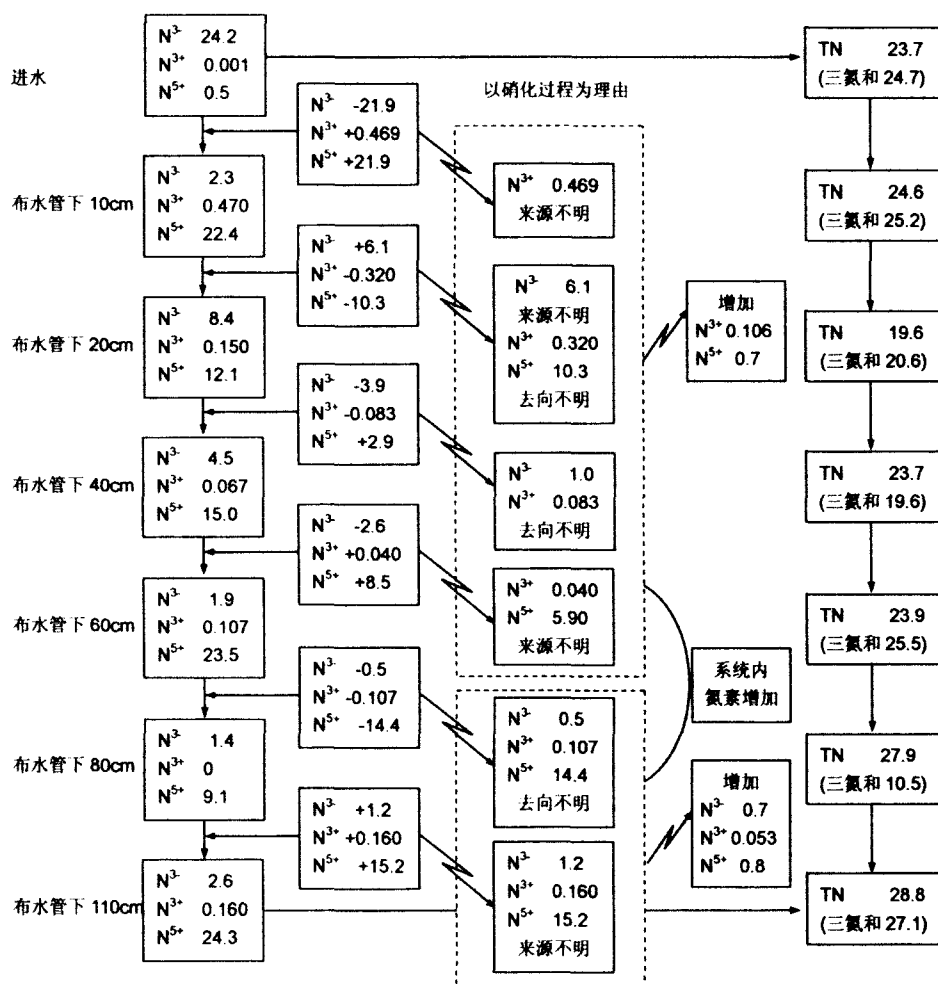 进水
N³⁻ 24.2
N³⁺ 0.001
N⁵⁺ 0.5
TN 23.7
(三氮和 24.7)
以硝化过程为理由
N³⁻ -21.9
N³⁺ +0.469
N⁵⁺ +21.9
N³⁺ 0.469
来源不明
布水管下 10cm
N³⁻ 2.3
N³⁺ 0.470
N⁵⁺ 22.4
TN 24.6
(三氮和 25.2)
N³⁻ +6.1
N³⁺ -0.320
N⁵⁺ -10.3
N³⁻ 6.1
来源不明
N³⁺ 0.320
N⁵⁺ 10.3
去向不明
增加
N³⁺ 0.106
N⁵⁺ 0.7
布水管下 20cm
N³⁻ 8.4
N³⁺ 0.150
N⁵⁺ 12.1
TN 19.6
(三氮和 20.6)
N³⁻ -3.9
N³⁺ -0.083
N⁵⁺ +2.9
N³⁻ 1.0
N³⁺ 0.083
去向不明
布水管下 40cm
N³⁻ 4.5
N³⁺ 0.067
N⁵⁺ 15.0
TN 23.7
(三氮和 19.6)
N³⁻ -2.6
N³⁺ +0.040
N⁵⁺ +8.5
N³⁺ 0.040
N⁵⁺ 5.90
来源不明
布水管下 60cm
N³⁻ 1.9
N³⁺ 0.107
N⁵⁺ 23.5
TN 23.9
(三氮和 25.5)
系统内
氮素增加
N³⁻ -0.5
N³⁺ -0.107
N⁵⁺ -14.4
N³⁻ 0.5
N³⁺ 0.107
N⁵⁺ 14.4
去向不明
布水管下 80cm
N³⁻ 1.4
N³⁺ 0
N⁵⁺ 9.1
TN 27.9
(三氮和 10.5)
增加
N³⁻ 0.7
N³⁺ 0.053
N⁵⁺ 0.8
N³⁻ +1.2
N³⁺ +0.160
N⁵⁺ +15.2
N³⁻ 1.2
N³⁺ 0.160
N⁵⁺ 15.2
来源不明
布水管下 110cm
N³⁻ 2.6
N³⁺ 0.160
N⁵⁺ 24.3
TN 28.8
(三氮和 27.1)